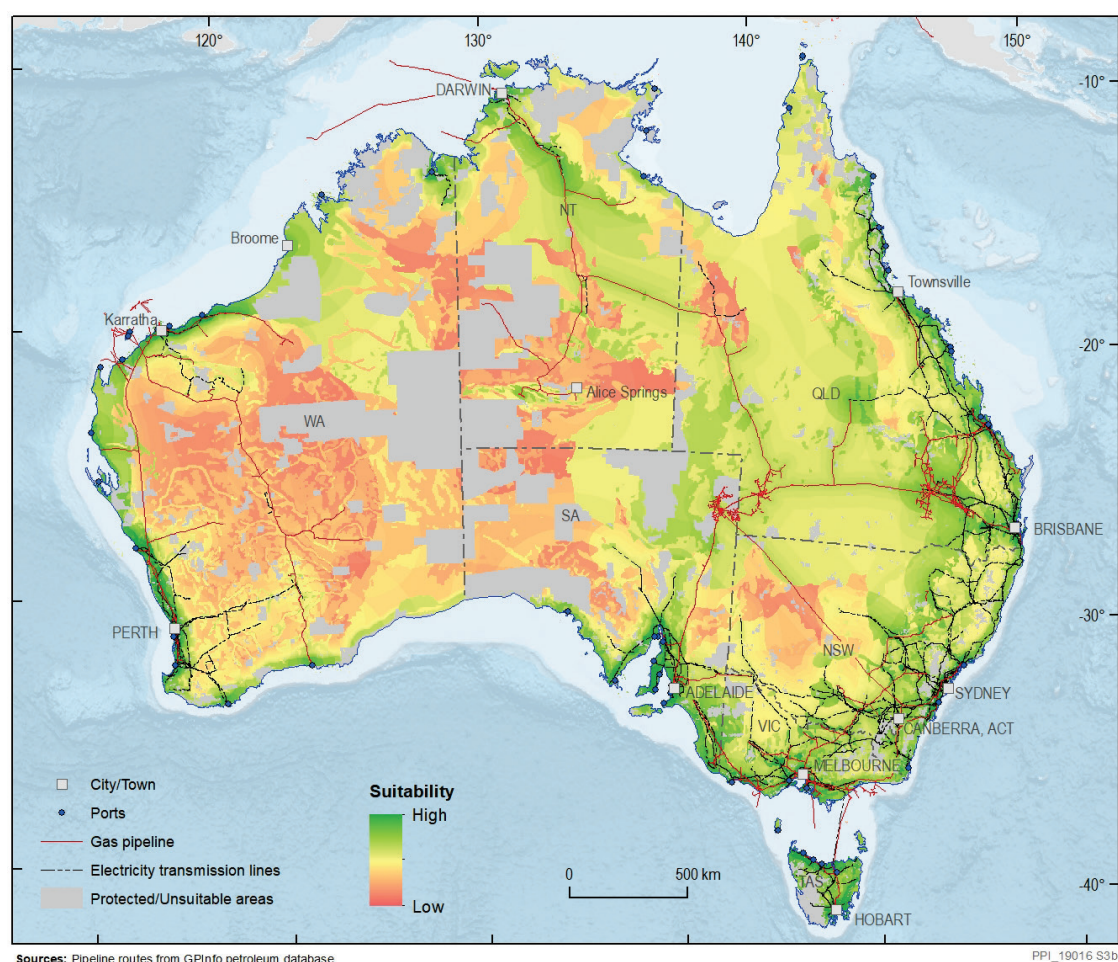 120°
130°
140°
150°
-10°
DARWIN
NT
Broome
Townsville
Karratha
-20°
QLD
Alice Springs
WA
SA
BRISBANE
-30°
PERTH
NSW
ADELAIDE
SYDNEY
VIC
CANBERRA, ACT
MELBOURNE
City/Town
Ports
Gas pipeline
Electricity transmission lines
Protected/Unsuitable areas
Suitability
High
Low
0
500 km
TAS
-40°
HOBART
Sources: Pipeline routes from GPInfo petroleum database
PPI_19016 S3b